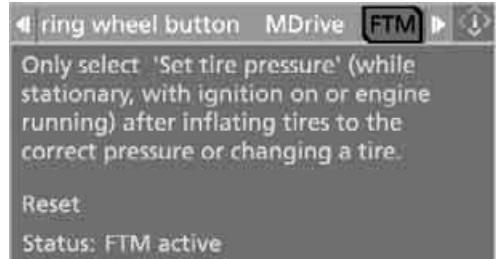 ring wheel button MDrive FTM
Only select 'Set tire pressure' (while
stationary, with ignition on or engine
running) after inflating tires to the
correct pressure or changing a tire.
Reset
Status: FTM active